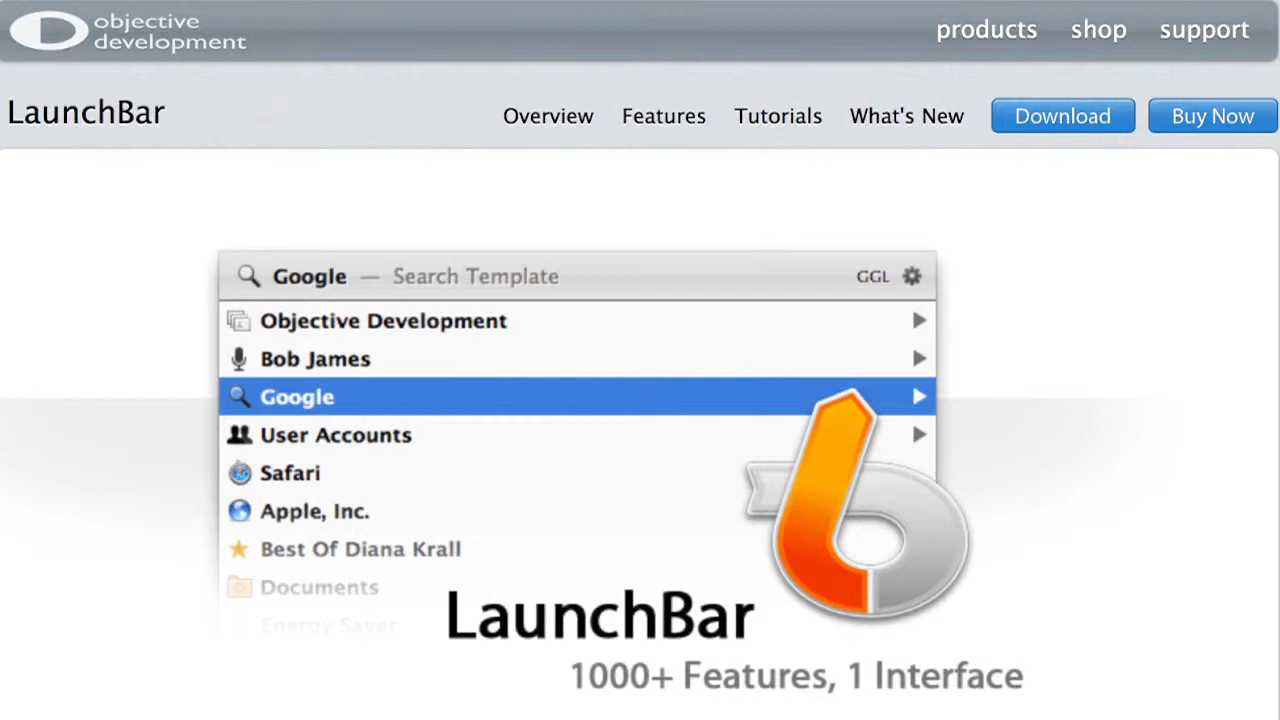 objective
development
products shop support
LaunchBar
Overview Features Tutorials What's New Download Buy Now
Google — Search Template GGL
Objective Development
Bob James
Google
User Accounts
Safari
Apple, Inc.
Best Of Diana Krall
Documents
Energy Saver
LaunchBar
1000+ Features, 1 Interface